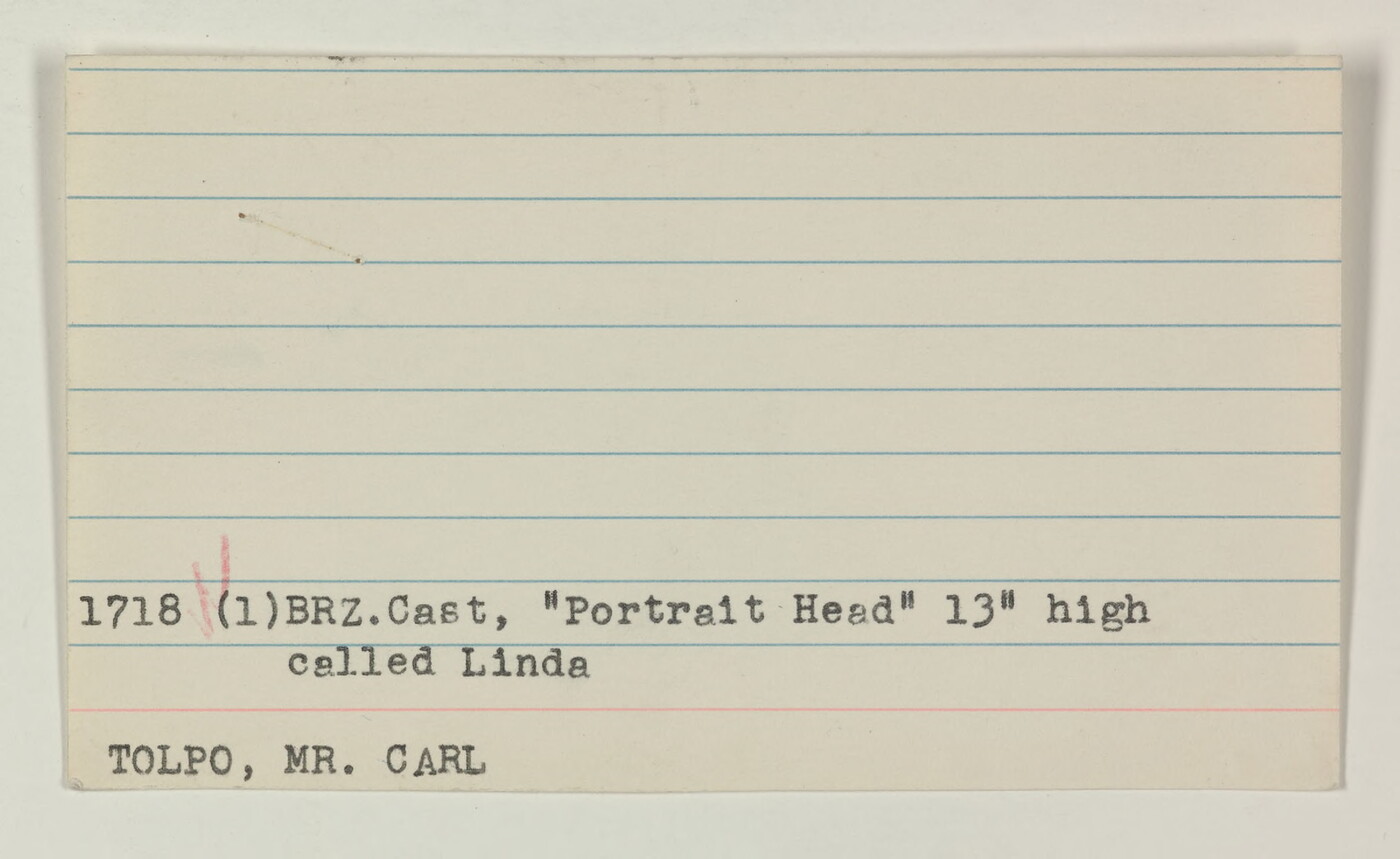 1718 (1)BRZ.Cast, "Portrait Head" 13" high
called Linda
TOLPO, MR. CARL